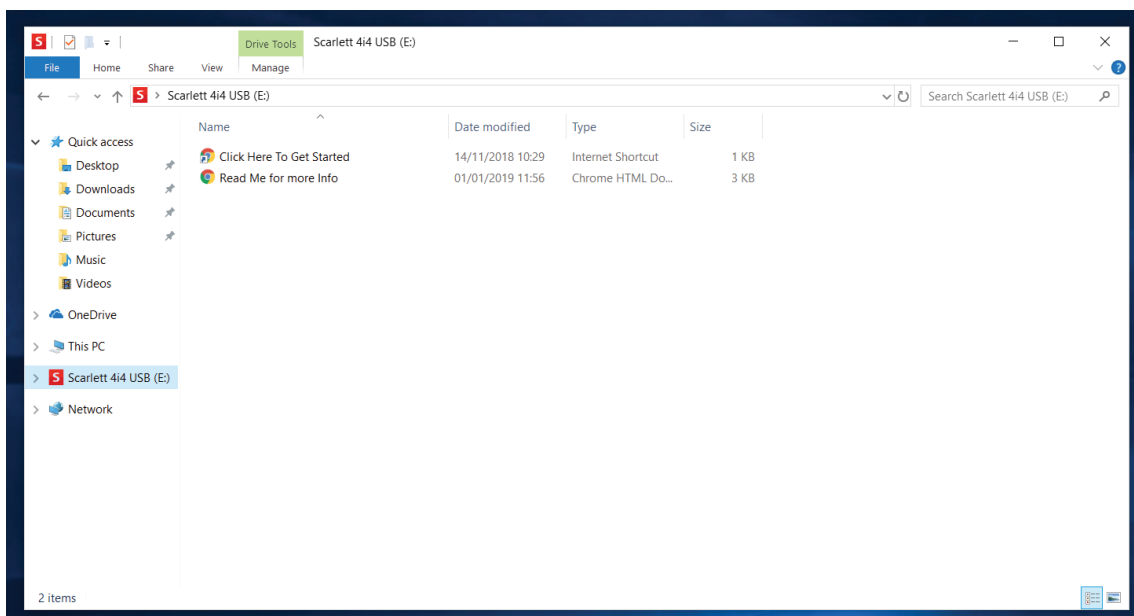 S Drive Tools Scarlett 4i4 USB (E:)
File Home Share View Manage ?
S Scarlett 4i4 USB (E:) Search Scarlett 4i4 USB (E:)
Name Date modified Type Size
Quick access
Click Here To Get Started 14/11/2018 10:29 Internet Shortcut 1 KB
Desktop
Read Me for more Info 01/01/2019 11:56 Chrome HTML Do... 3 KB
Downloads
Documents
Pictures
Music
Videos
OneDrive
This PC
S Scarlett 4i4 USB (E:)
Network
2 items